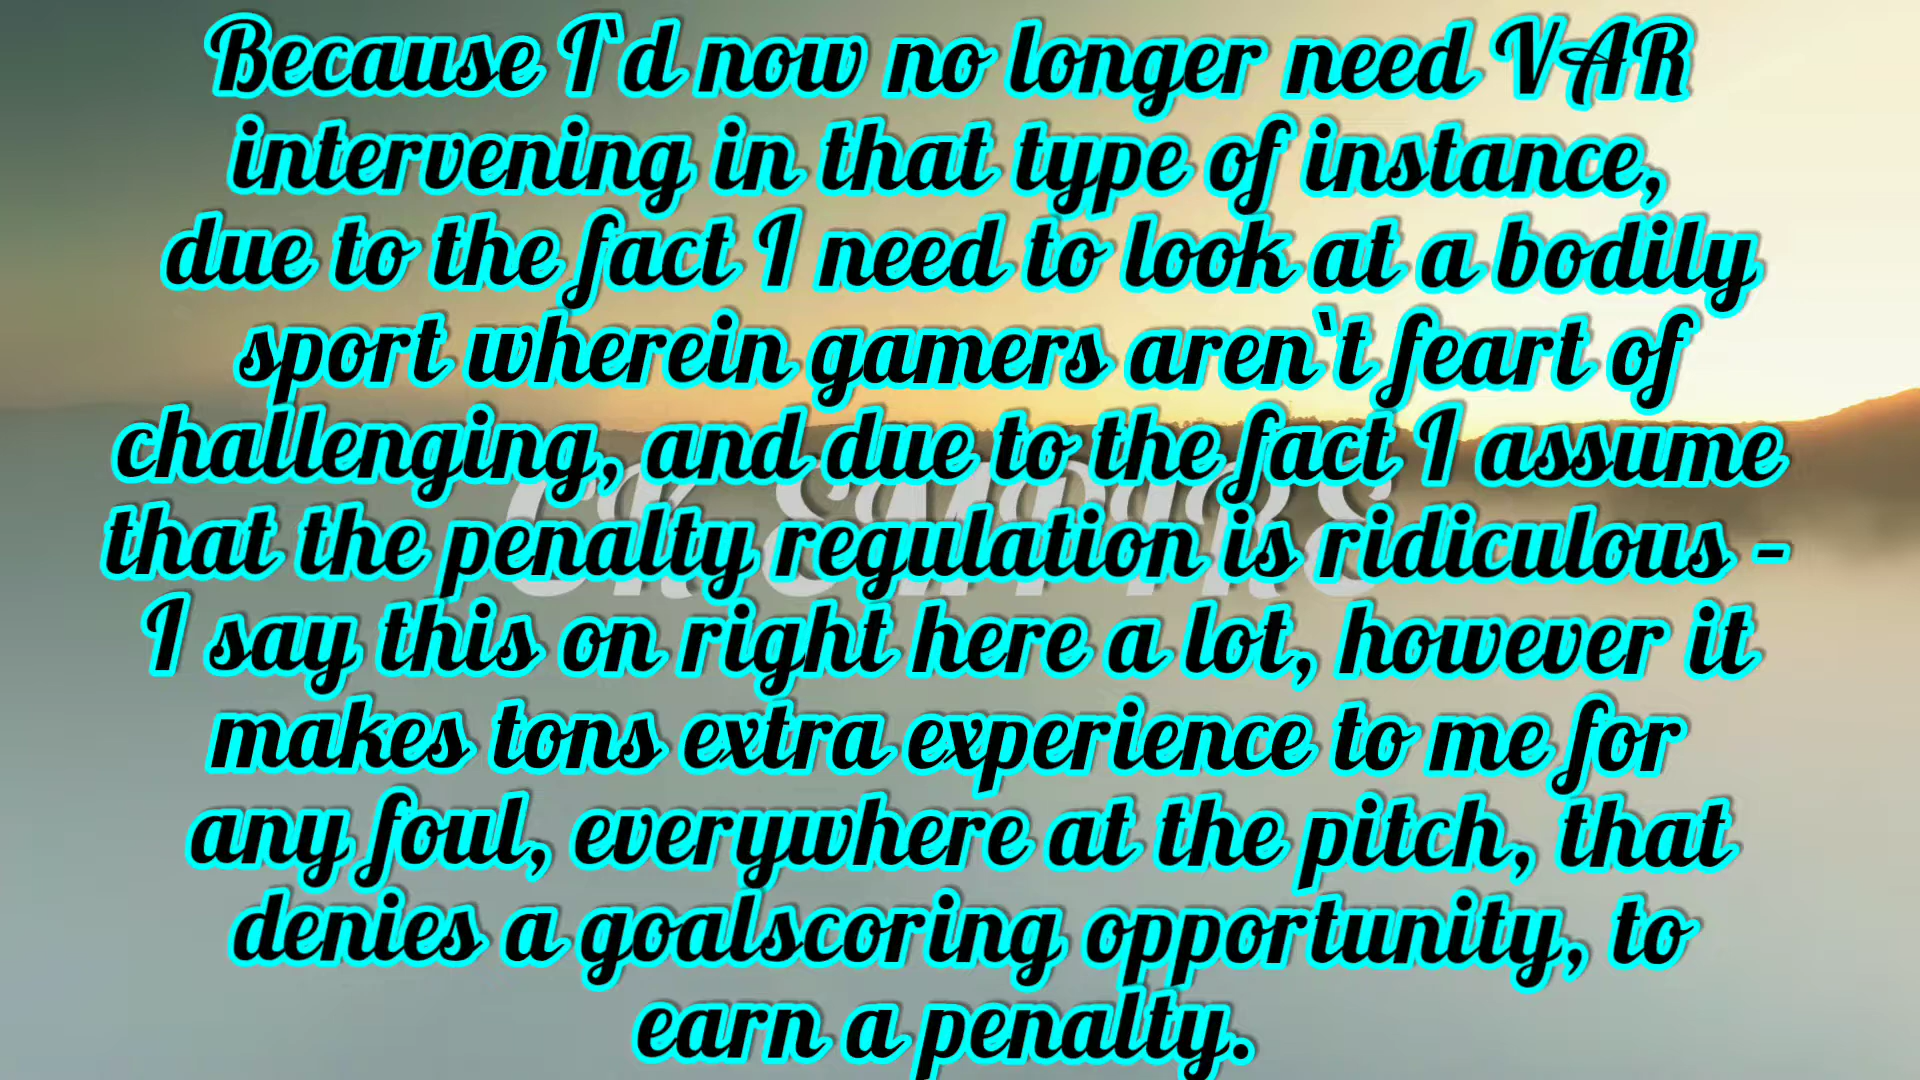 Because I`d now no longer need VAR
intervening in that type of instance,
due to the fact I need to look at a bodily
sport wherein gamers aren`t feart of
challenging, and due to the fact I assume
that the penalty regulation is ridiculous –
I say this on right here a lot, however it
makes tons extra experience to me for
any foul, everywhere at the pitch, that
denies a goalscoring opportunity, to
earn a penalty.
CK EMPIRE